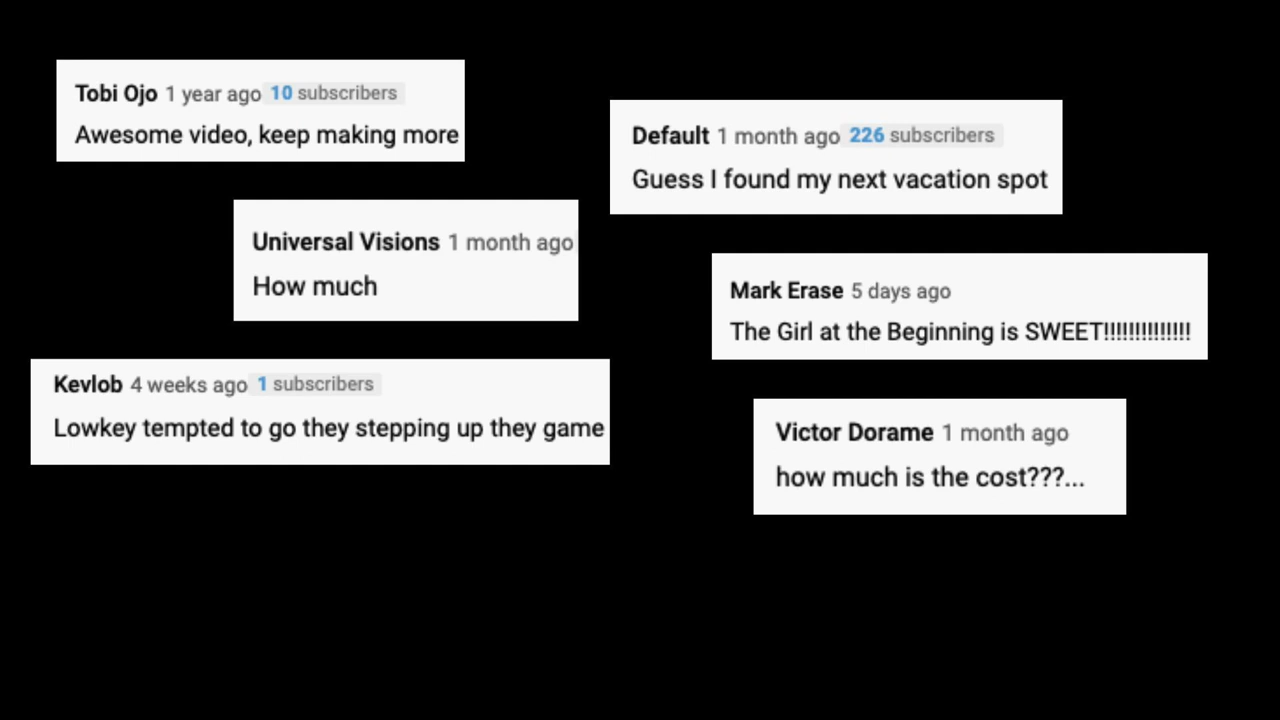 Tobi Ojo 1 year ago 10 subscribers
Awesome video, keep making more
Default 1 month ago 226 subscribers
Guess I found my next vacation spot
Universal Visions 1 month ago
How much
Mark Erase 5 days ago
The Girl at the Beginning is SWEET!!!!!!!!!!!!!!
Kevlob 4 weeks ago 1 subscribers
Lowkey tempted to go they stepping up they game
Victor Dorame 1 month ago
how much is the cost???...